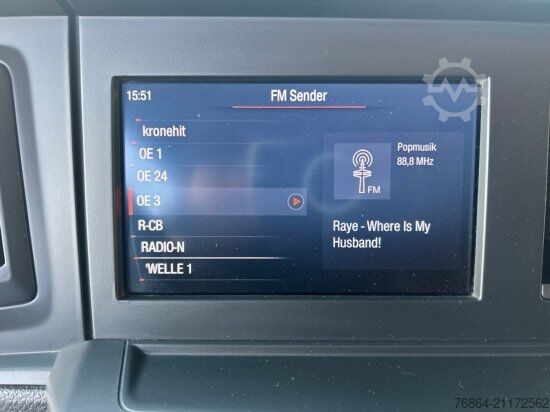 15:51
FM Sender
kronehit
OE 1
OE 24
OE 3
R-CB
RADIO-N
'WELLE 1
Popmusik
88,8 MHz
FM
Raye - Where Is My
Husband!
76864-21172562